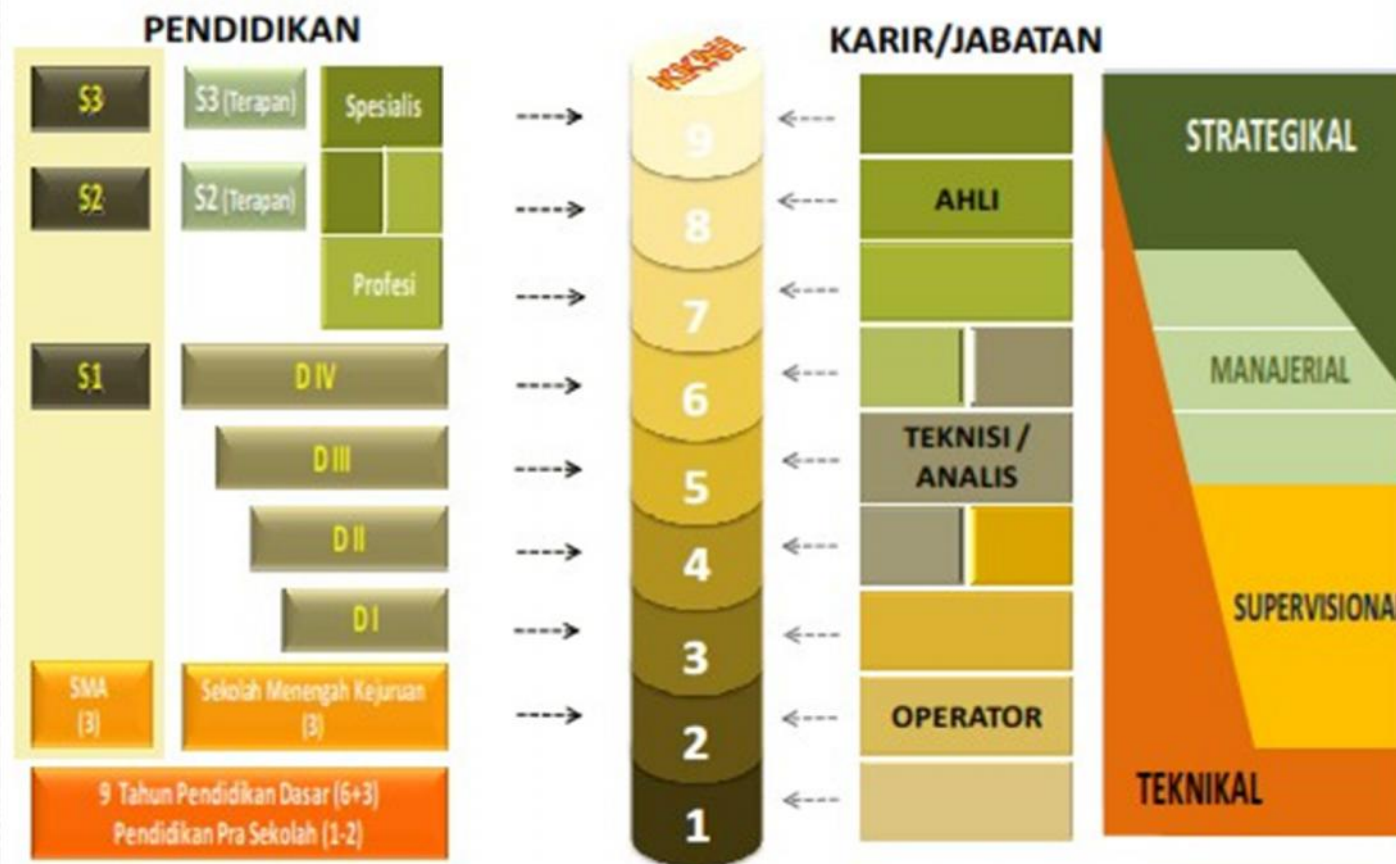 PENDIDIKAN
KARIR/JABATAN
S3
S3 (Terapan)
Spesialis
9
STRATEGIKAL
S2
S2 (Terapan)
8
AHLI
Profesi
7
S1
D IV
6
MANAJERIAL
D III
5
TEKNISI /
ANALIS
D II
4
D I
3
SUPERVISIONA
SMA
(3)
Sekolah Menengah Kejuruan
(3)
2
OPERATOR
9 Tahun Pendidikan Dasar (6+3)
Pendidikan Pra Sekolah (1-2)
1
TEKNIKAL